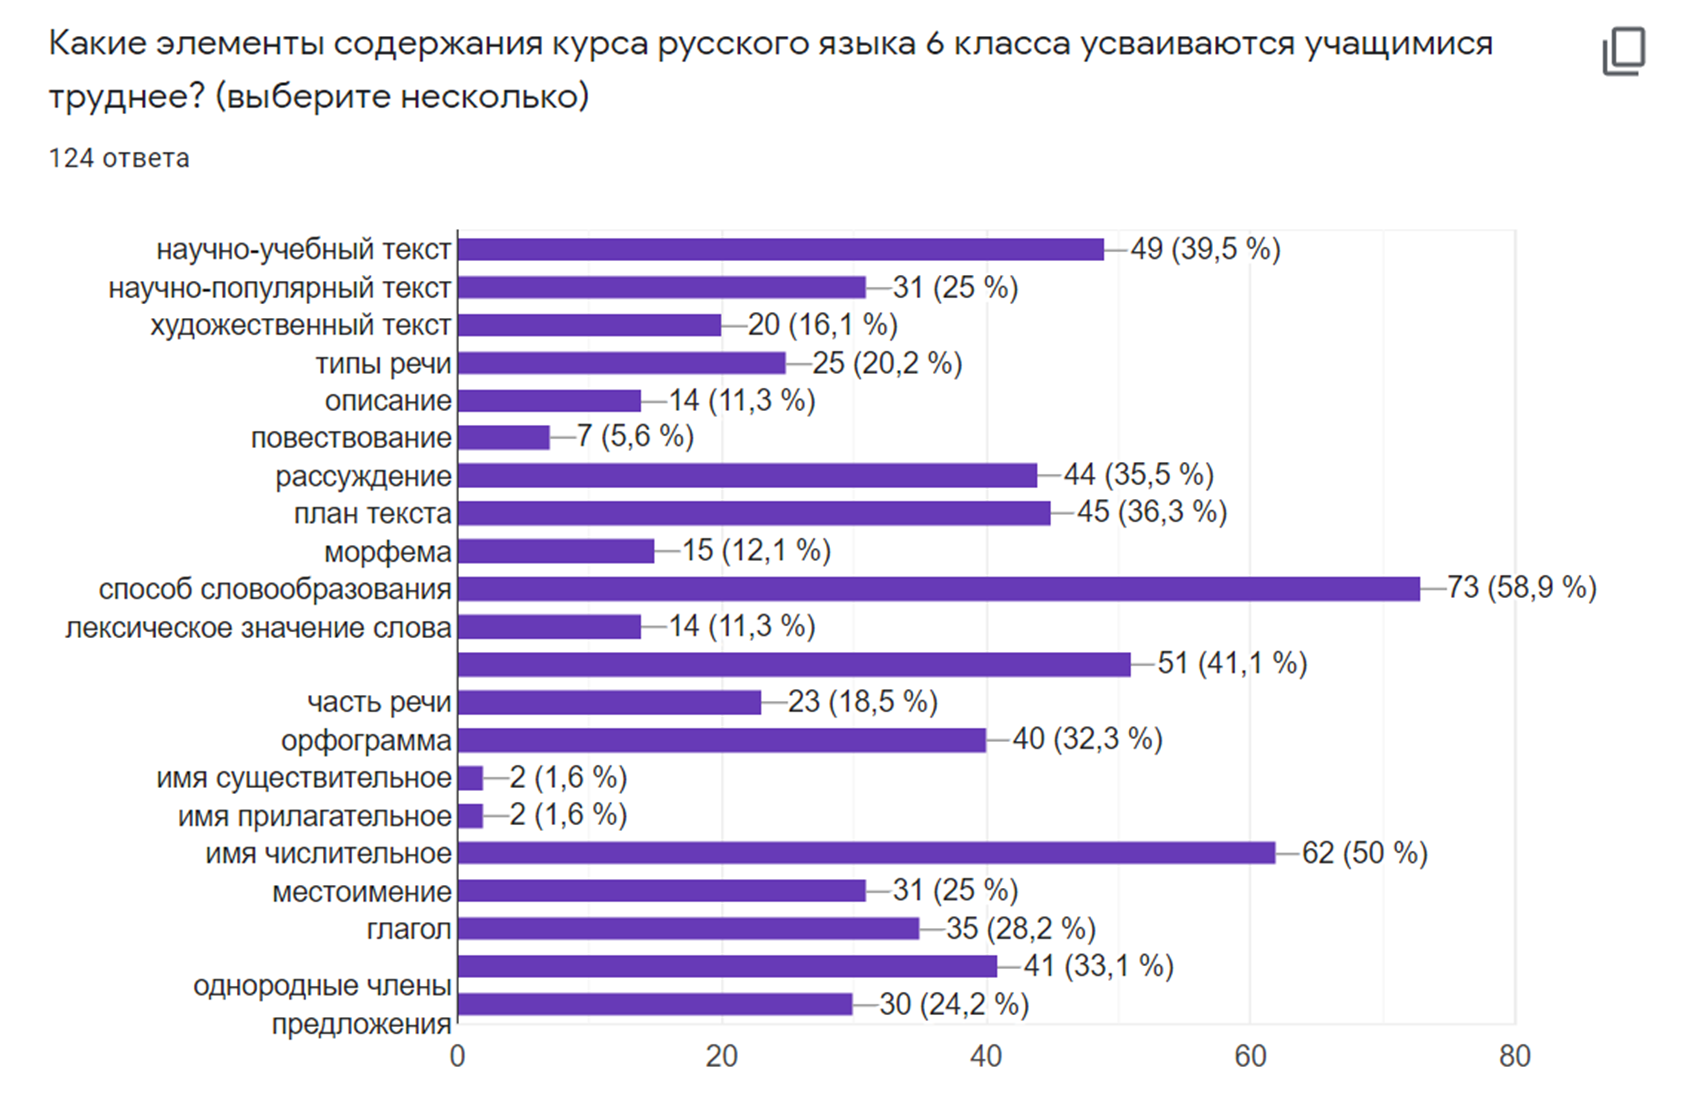 Какие элементы содержания курса русского языка 6 класса усваиваются учащимися
труднее? (выберите несколько)
124 ответа
научно-учебный текст 49 (39,5 %)
научно-популярный текст 31 (25 %)
художественный текст 20 (16,1 %)
типы речи 25 (20,2 %)
описание 14 (11,3 %)
повествование 7 (5,6 %)
рассуждение 44 (35,5 %)
план текста 45 (36,3 %)
морфема 15 (12,1 %)
способ словообразования 73 (58,9 %)
лексическое значение слова 14 (11,3 %)
51 (41,1 %)
часть речи 23 (18,5 %)
орфограмма 40 (32,3 %)
имя существительное 2 (1,6 %)
имя прилагательное 2 (1,6 %)
имя числительное 62 (50 %)
местоимение 31 (25 %)
глагол 35 (28,2 %)
41 (33,1 %)
однородные члены
предложения 30 (24,2 %)
0 20 40 60 80